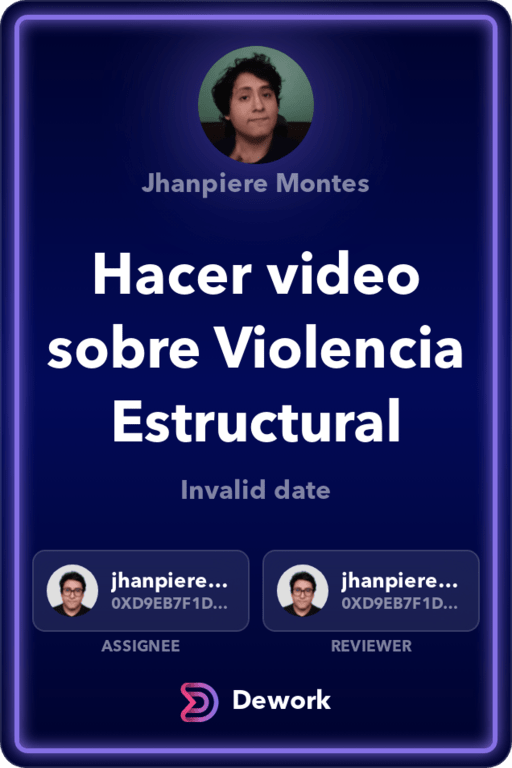 Jhanpiere Montes
Hacer video
sobre Violencia
Estructural
Invalid date
jhanpiere...
0XD9EB7F1D...
ASSIGNEE
jhanpiere...
0XD9EB7F1D...
REVIEWER
Dework